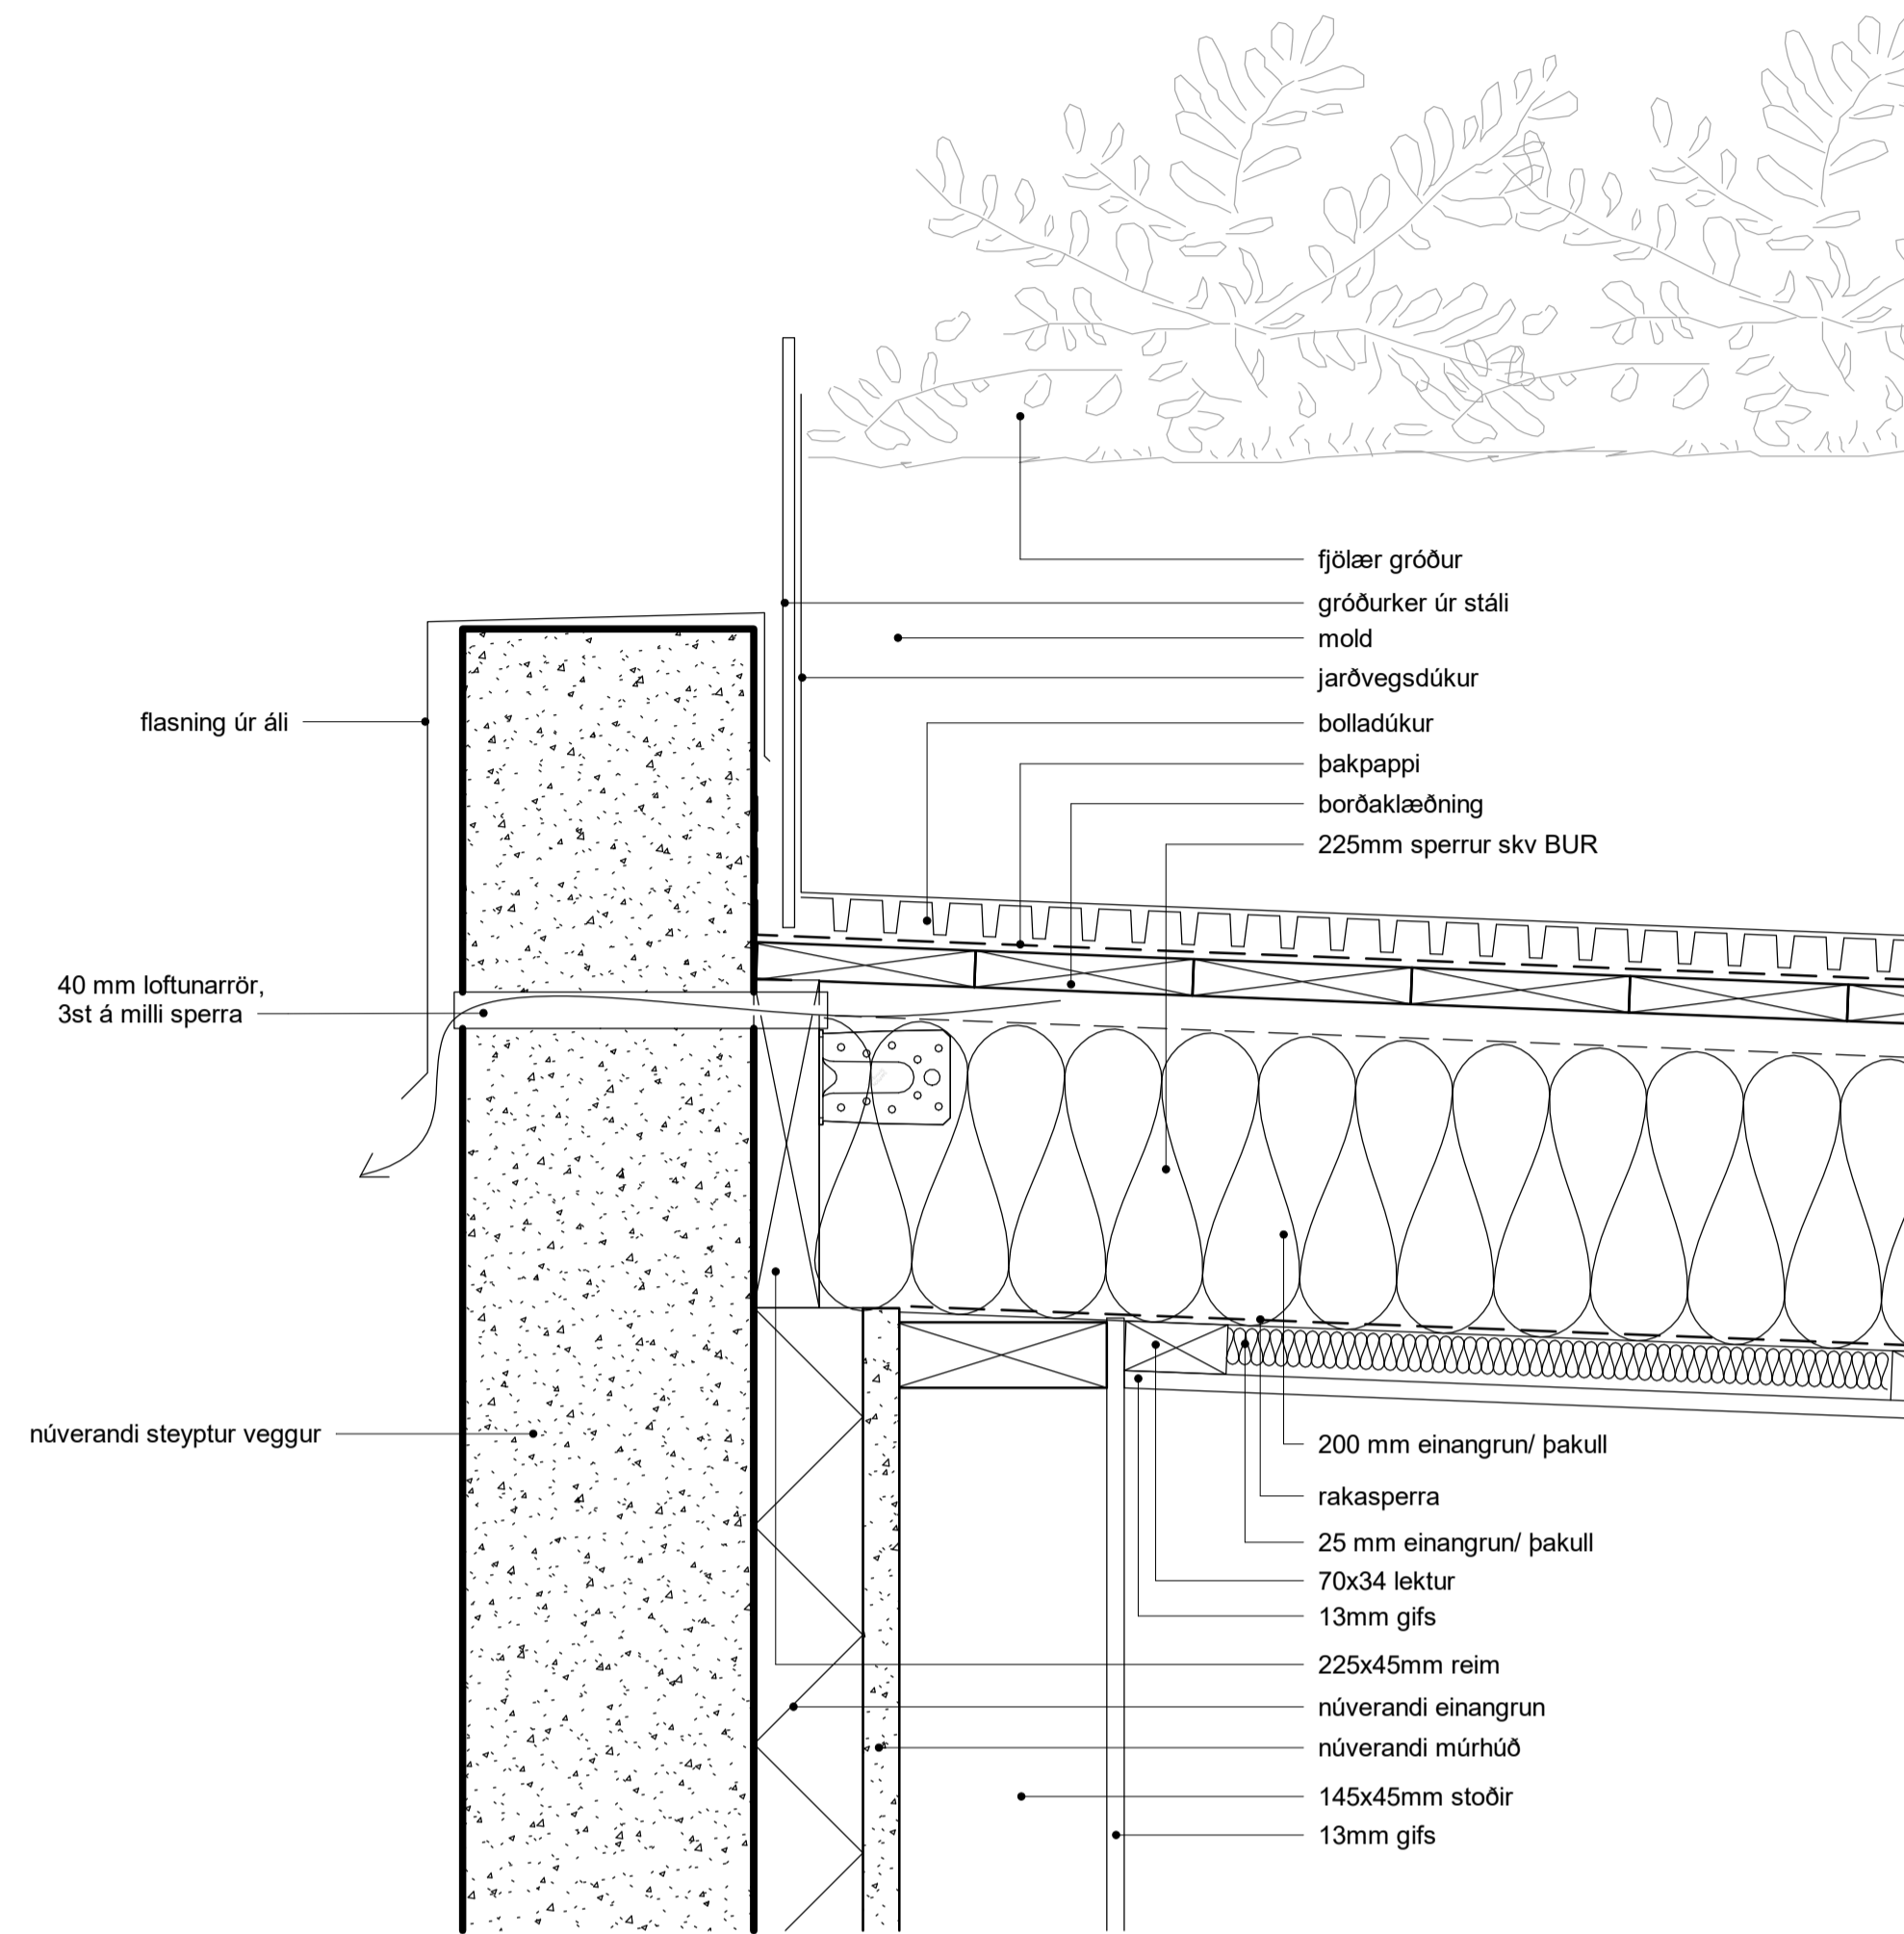 fjölær gróður
gróðurker úr stáli
mold
jarðvegsdúkur
flasning úr áli
bolladúkur
þakpappi
borðaklæðning
225mm sperrur skv BUR
40 mm loftunarrör,
3st á milli sperra
núverandi steyptur veggur
200 mm einangrun/ þakull
rakasperra
25 mm einangrun/ þakull
70x34 lektur
13mm gifs
225x45mm reim
núverandi einangrun
núverandi múrhúð
145x45mm stoðir
13mm gifs